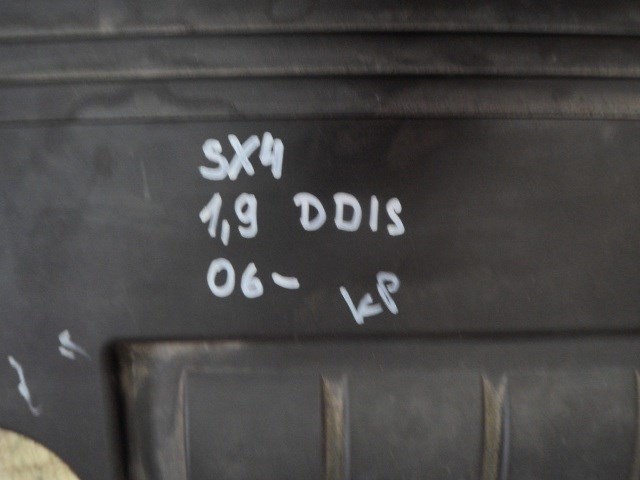 SX4
1,9 DDIS
06- KP